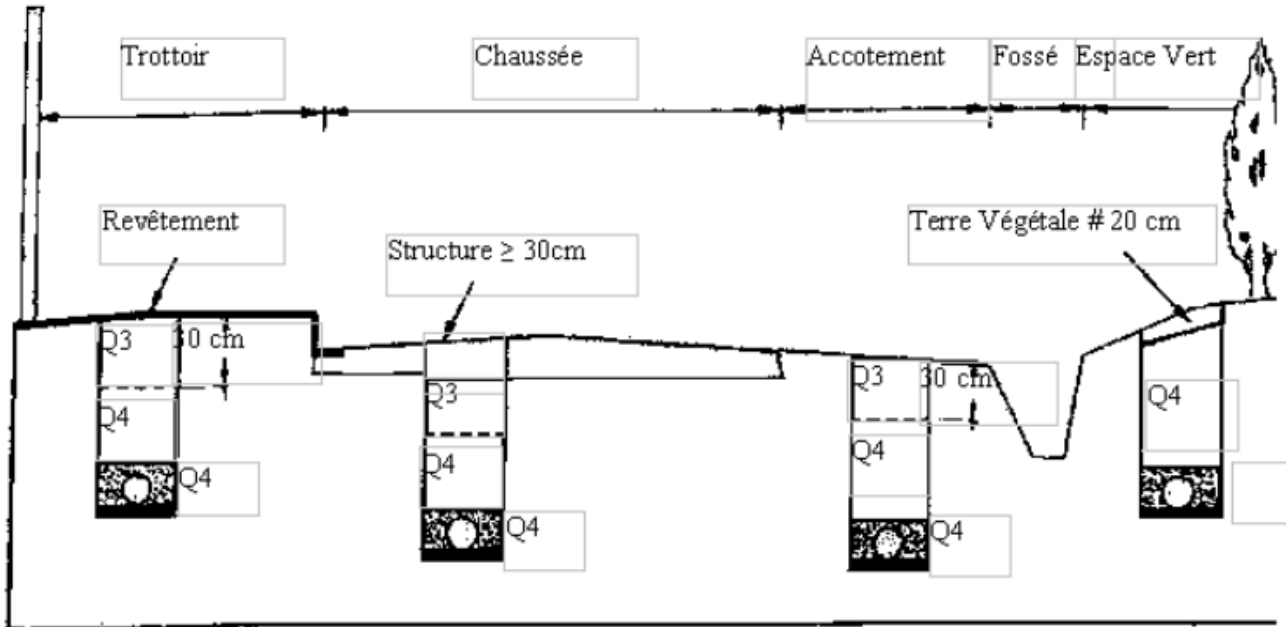 Trottoir
Chaussée
Accotement
Fossé
Espace Vert
Revêtement
Structure ≥ 30cm
Terre Végétale # 20 cm
Q3
30 cm
Q4
Q4
Q3
Q4
Q4
Q3
30 cm
Q4
Q4
Q4